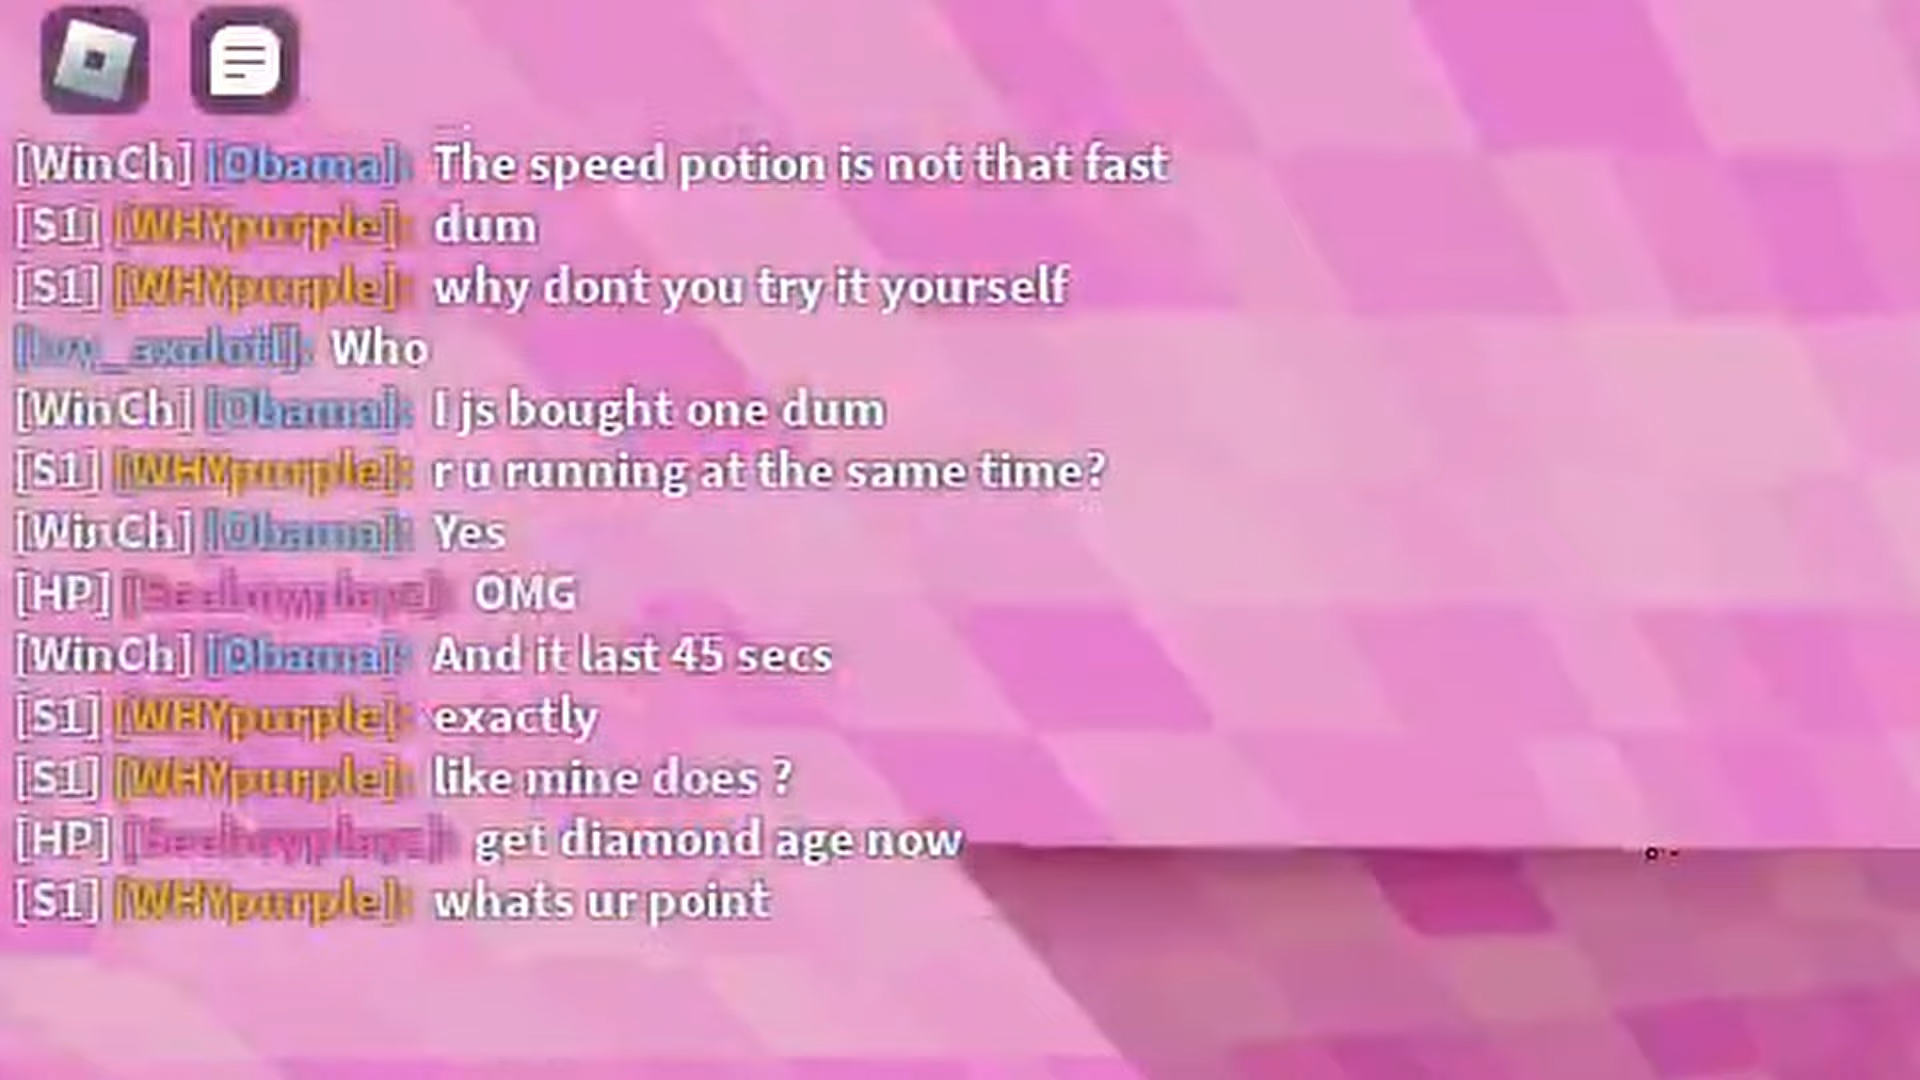 [WinCh] [Obama]: The speed potion is not that fast
[S1] [WHYpurple]: dum
[S1] [WHYpurple]: why dont you try it yourself
Who
[WinCh] [Obama]: I js bought one dum
[S1] [WHYpurple]: r u running at the same time?
[WinCh] [Obama]: Yes
[HP] OMG
[WinCh] [Obama]: And it last 45 secs
[S1] [WHYpurple]: exactly
[S1] [WHYpurple]: like mine does ?
[HP] get diamond age now
[S1] [WHYpurple]: whats ur point